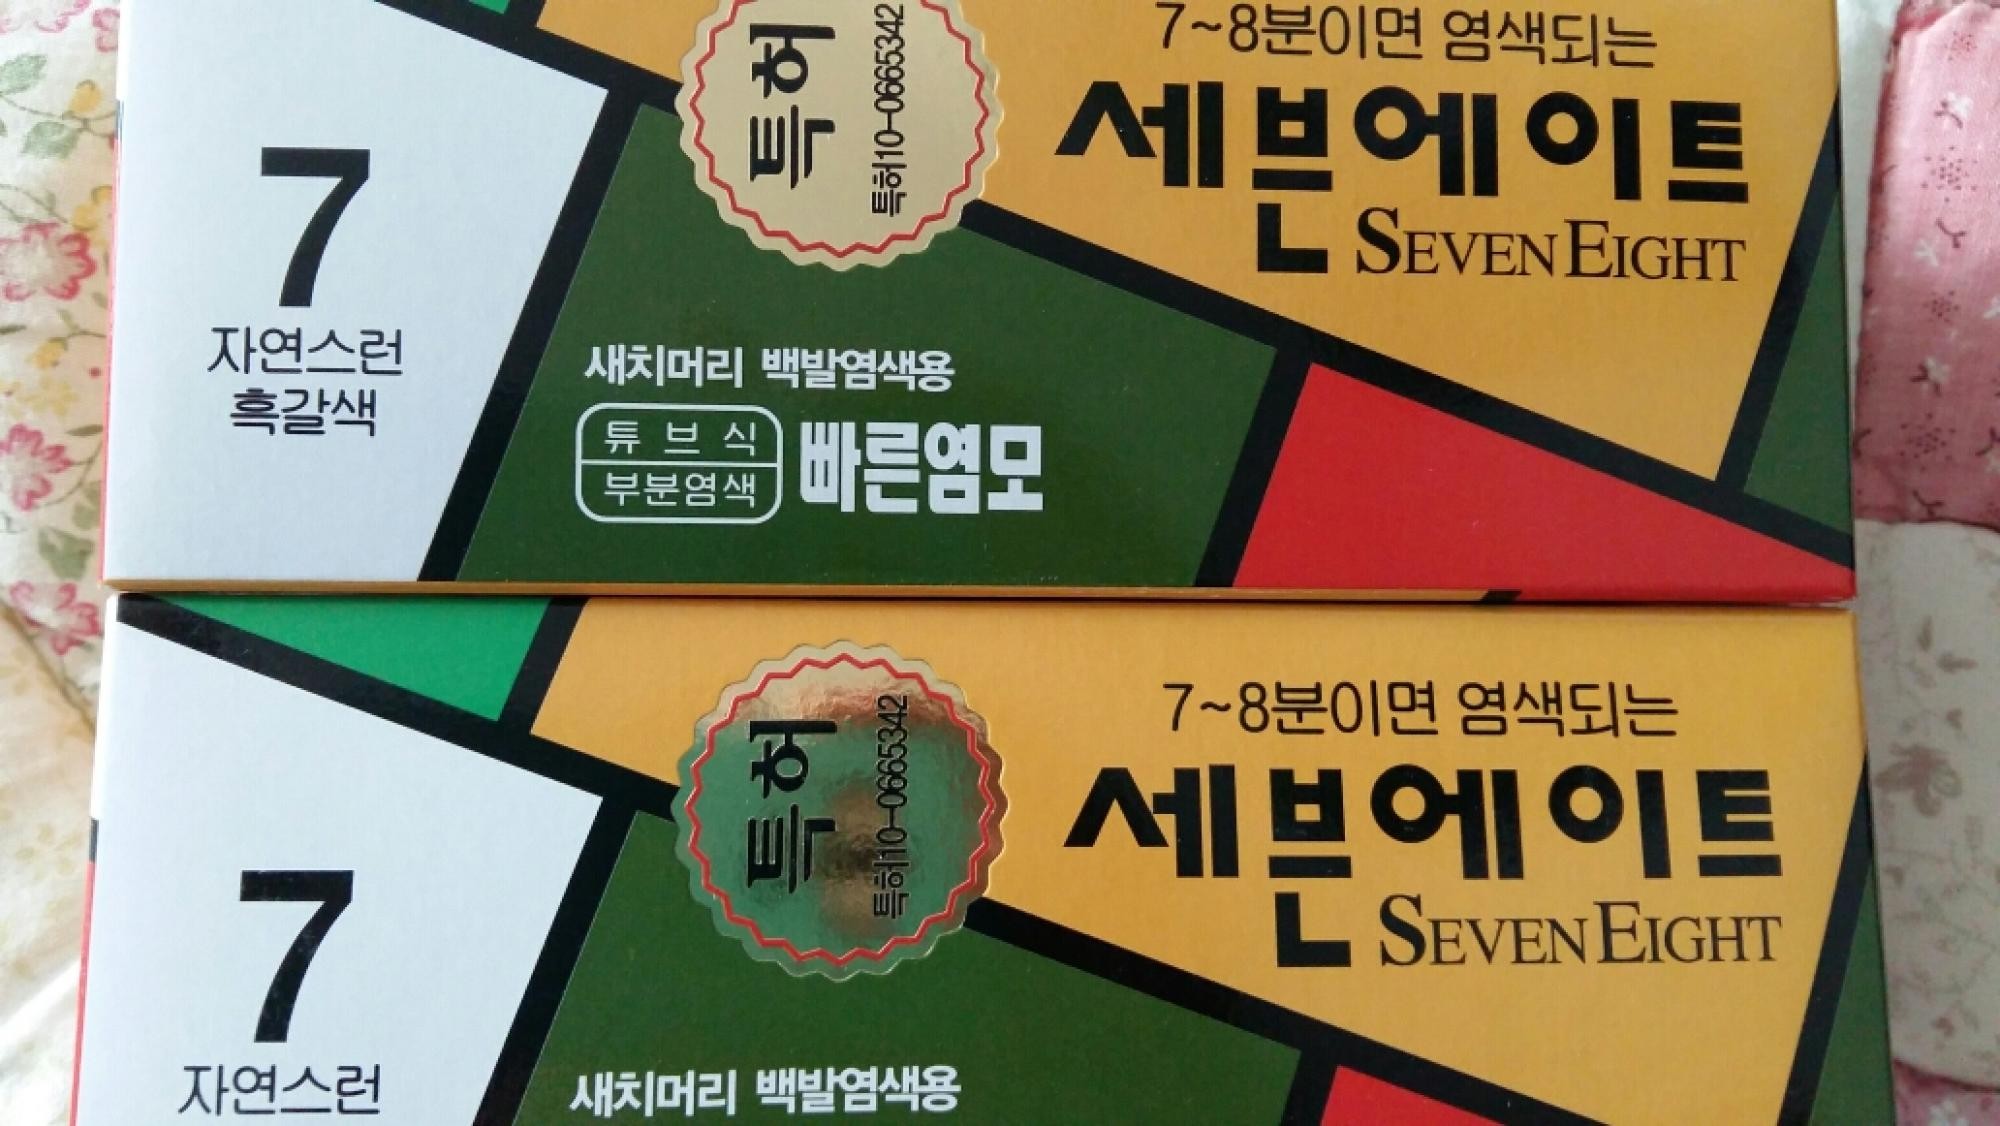 7~8분이면 염색되는
세븐에이트
SEVEN EIGHT
특허
특허10-0665342
7
자연스런
흑갈색
새치머리 백발염색용
튜브식
부분염색
빠른염모
7~8분이면 염색되는
세븐에이트
SEVEN EIGHT
특허
특허10-0665342
7
자연스런
새치머리 백발염색용